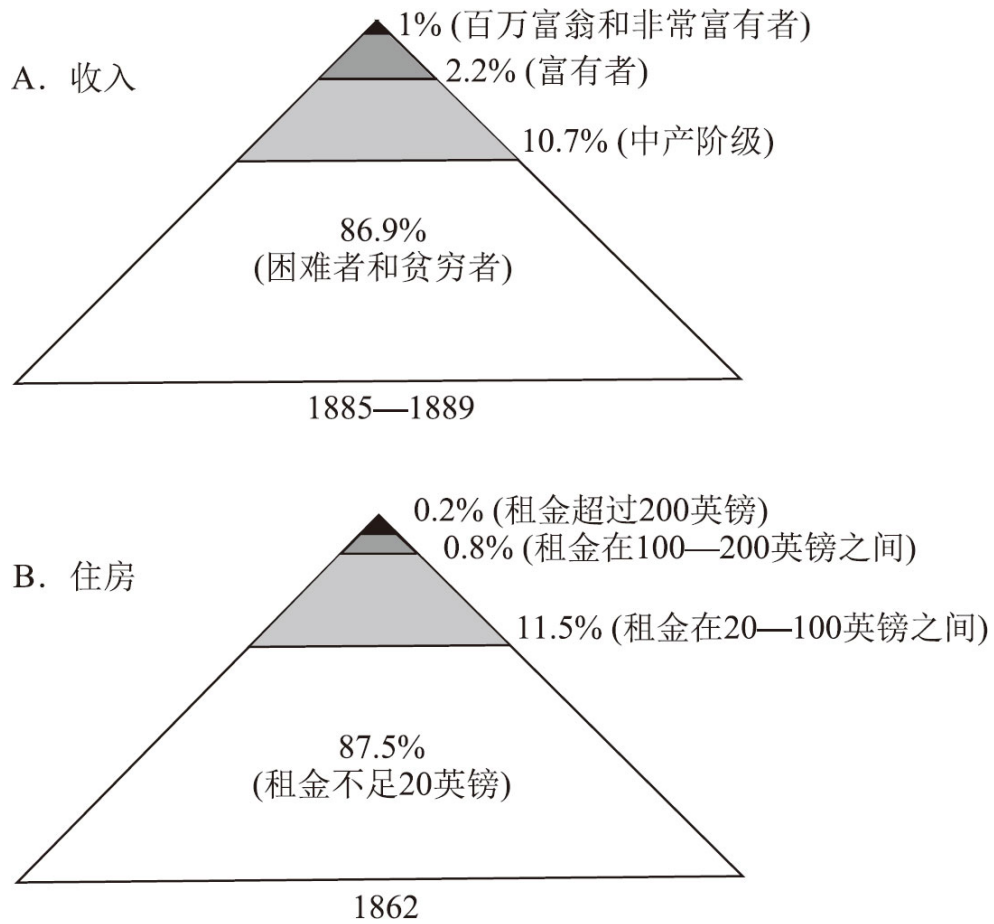 1% (百万富翁和非常富有者)
A. 收入
2.2% (富有者)
10.7% (中产阶级)
86.9%
(困难者和贫穷者)
1885—1889
0.2% (租金超过200英镑)
0.8% (租金在100—200英镑之间)
B. 住房
11.5% (租金在20—100英镑之间)
87.5%
(租金不足20英镑)
1862